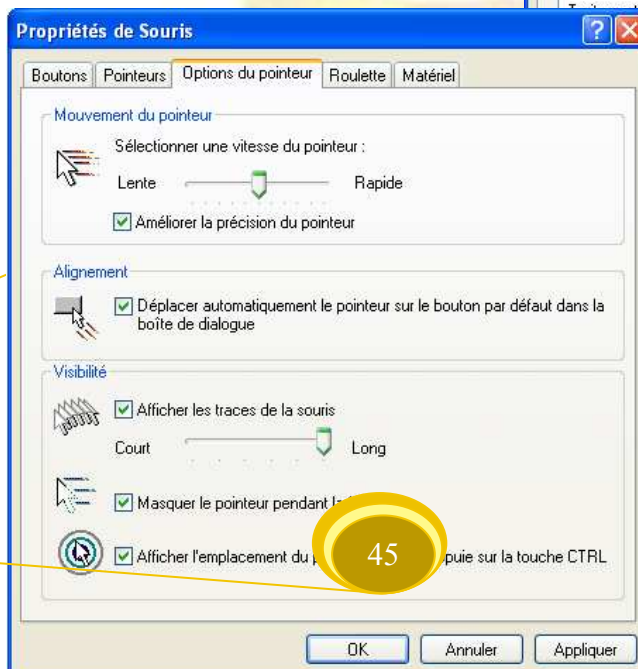 Propriétés de Souris
Boutons Pointeurs Options du pointeur Roulette Matériel
Mouvement du pointeur
Sélectionner une vitesse du pointeur :
Lente Rapide
Améliorer la précision du pointeur
Alignement
Déplacer automatiquement le pointeur sur le bouton par défaut dans la
boîte de dialogue
Visibilité
Afficher les traces de la souris
Court Long
Masquer le pointeur pendant
45
Afficher l'emplacement du sur la touche CTRL
OK Annuler Appliquer